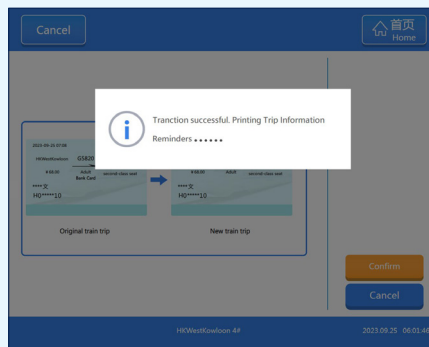 Cancel
首页
Home
Tranction successful. Printing Trip Information
Reminders ••••••
2023-09-25 07:08
HKWestKowloon G5820
¥ 68.00 Adult second class seat
Bank Card
****文
H0*****10
¥ 68.00 Adult second class seat
****文
H0*****10
Original train trip
New train trip
Confirm
Cancel
HKWestKowloon 4#
2023.09.25 06:01:46